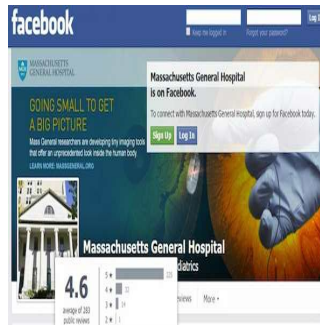 facebook
Log I
Keep me logged in
Forgot your password?
MASSACHUSETTS
GENERAL HOSPITAL
Massachusetts General Hospital
is on Facebook.
To connect with Massachusetts General Hospital, sign up for Facebook today.
Sign Up
Log In
GOING SMALL TO GET
A BIG PICTURE
Mass General researchers are developing tiny imaging tools
that offer an unprecedented look inside the human body.
LEARN MORE: MASSGENERAL.ORG
Massachusetts General Hospital
diatrics
4.6
average of 283
public reviews
5★
4★ 32
3★ 19
2★ 1
views
More